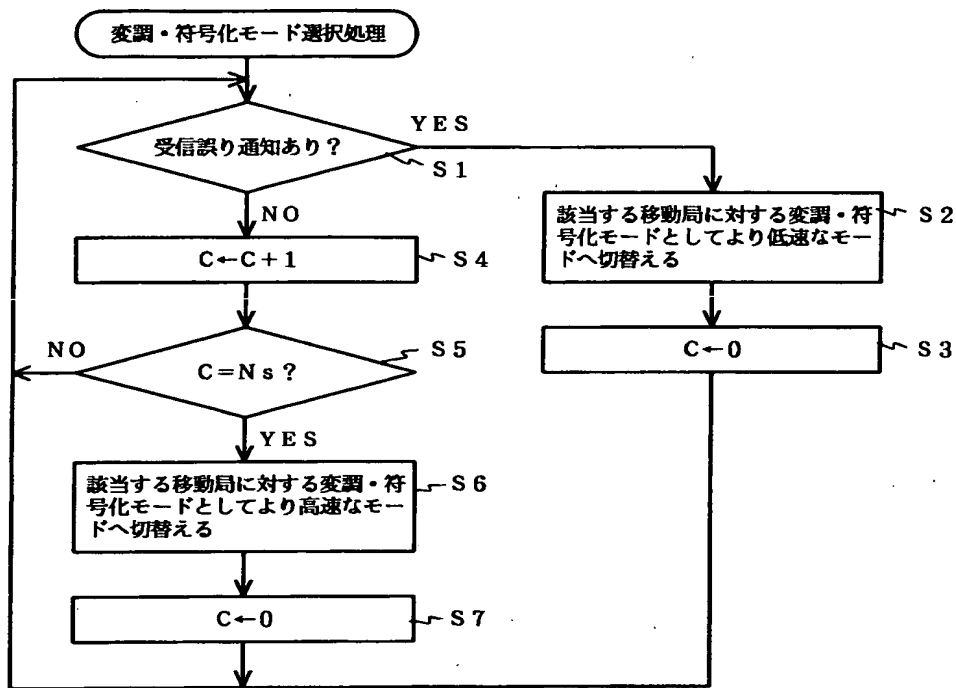 変調・符号化モード選択処理
受信誤り通知あり?
YES
S1
NO
該当する移動局に対する変調・符
号化モードとしてより低速なモー
ドへ切替える
S2
C←C+1
S4
C←0
S3
NO
C=Ns?
S5
YES
該当する移動局に対する変調・符
号化モードとしてより高速なモー
ドへ切替える
S6
C←0
S7